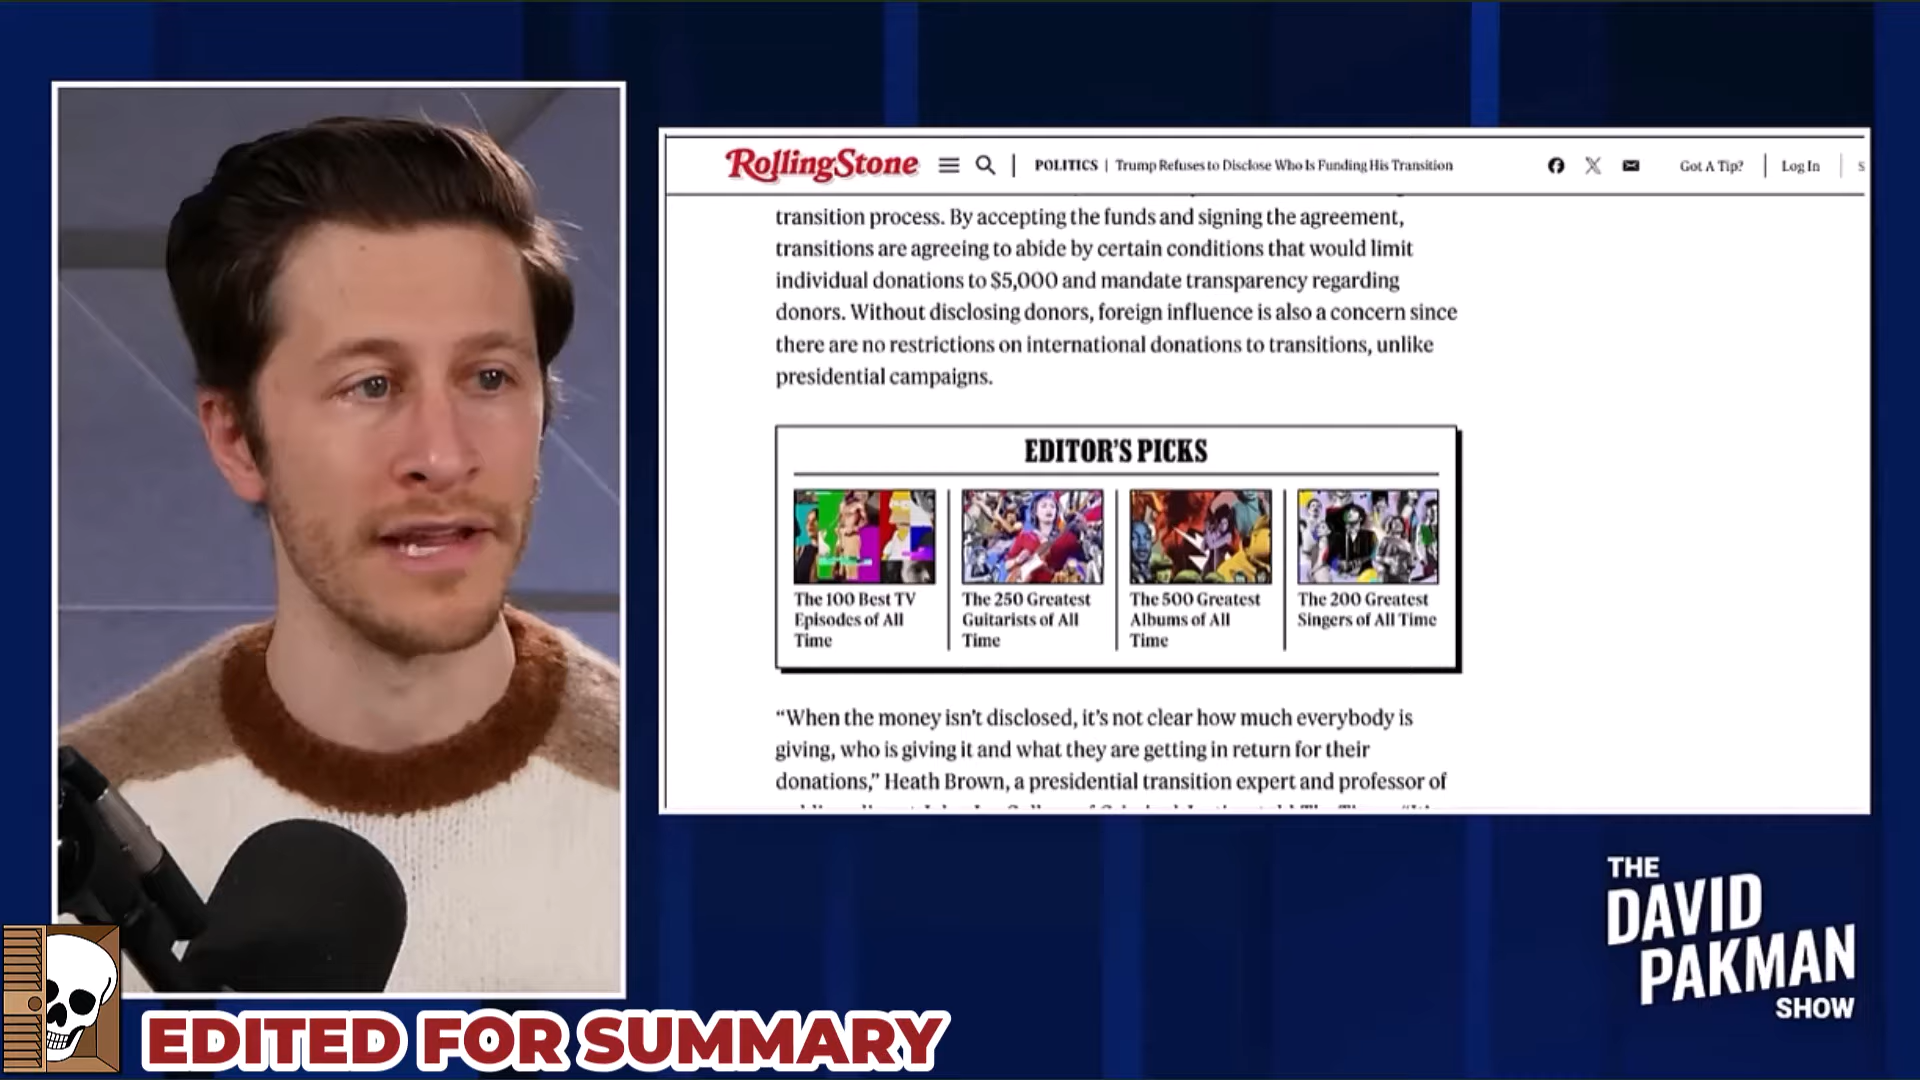 RollingStone
POLITICS | Trump Refuses to Disclose Who Is Funding His Transition
Got A Tip?
Log In
S
transition process. By accepting the funds and signing the agreement,
transitions are agreeing to abide by certain conditions that would limit
individual donations to $5,000 and mandate transparency regarding
donors. Without disclosing donors, foreign influence is also a concern since
there are no restrictions on international donations to transitions, unlike
presidential campaigns.
EDITOR'S PICKS
The 100 Best TV
Episodes of All
Time
The 250 Greatest
Guitarists of All
Time
The 500 Greatest
Albums of All
Time
The 200 Greatest
Singers of All Time
“When the money isn’t disclosed, it’s not clear how much everybody is
giving, who is giving it and what they are getting in return for their
donations,” Heath Brown, a presidential transition expert and professor of
THE
DAVID
PAKMAN
SHOW
EDITED FOR SUMMARY